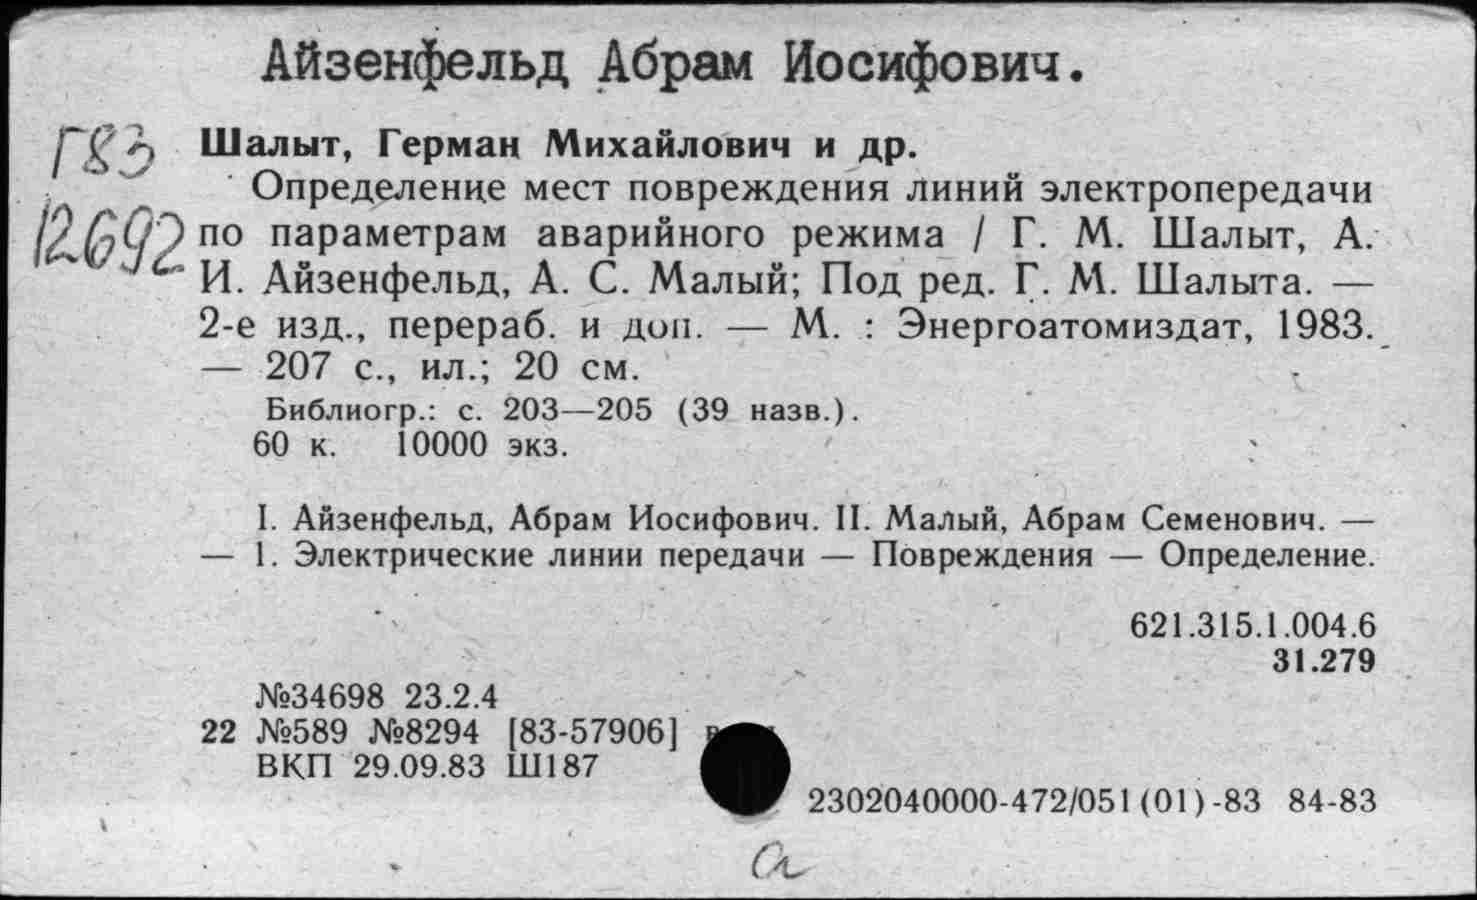 Айзенфельд Абрам Иосифович.
Г83
12692
Шалыт, Герман Михайлович и др.
Определение мест повреждения линий электропередачи
по параметрам аварийного режима / Г. М. Шалыт, А.
И. Айзенфельд, А. С. Малый; Под ред. Г. М. Шалыта. —
2-е изд., перераб. и доп. — М. : Энергоатомиздат, 1983.
— 207 с., ил.; 20 см.
Библиогр.: с. 203—205 (39 назв.).
60 к. 10000 экз.
I. Айзенфельд, Абрам Иосифович. II. Малый, Абрам Семенович. —
— 1. Электрические линии передачи — Повреждения — Определение.
621.315.1.004.6
31.279
№34698 23.2.4
22 №589 №8294 [83-57906]
ВКП 29.09.83 Ш187
2302040000-472/051(01)-83 84-83